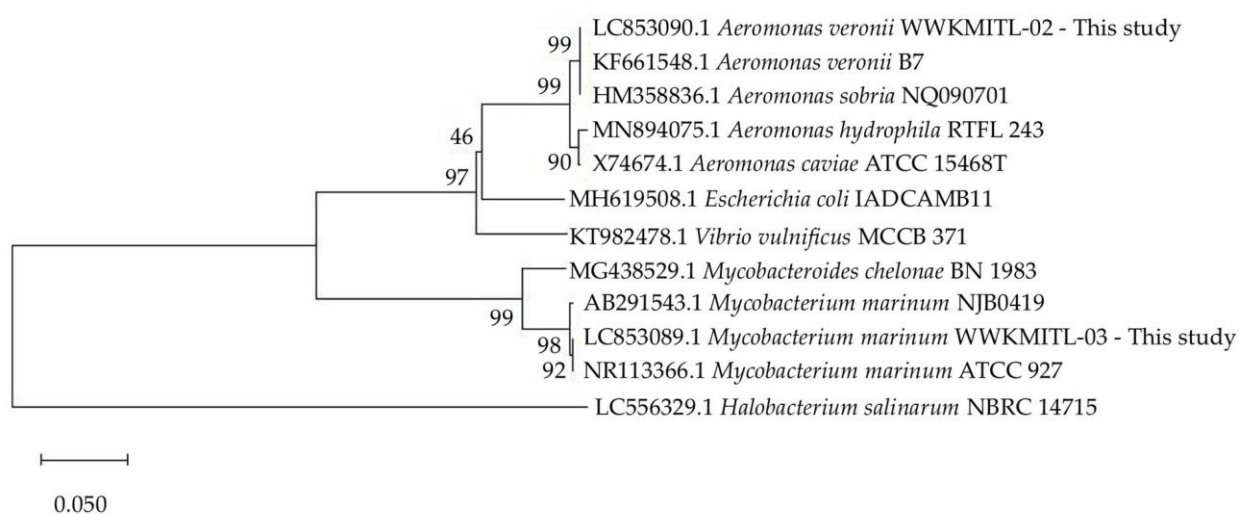 LC853090.1 Aeromonas veronii WWKMITL-02 - This study
99
KF661548.1 Aeromonas veronii B7
99
HM358836.1 Aeromonas sobria NQ090701
46
MN894075.1 Aeromonas hydrophila RTFL 243
90
X74674.1 Aeromonas caviae ATCC 15468T
97
MH619508.1 Escherichia coli IADCAMB11
KT982478.1 Vibrio vulnificus MCCB 371
MG438529.1 Mycobacteroides chelonae BN 1983
AB291543.1 Mycobacterium marinum NJB0419
99
LC853089.1 Mycobacterium marinum WWKMITL-03 - This study
98
92 NR113366.1 Mycobacterium marinum ATCC 927
LC556329.1 Halobacterium salinarum NBRC 14715
0.050